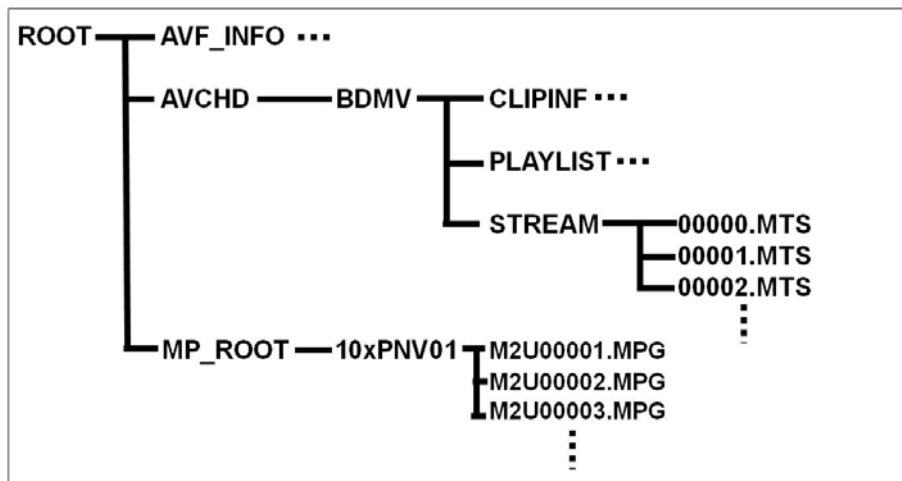 ROOT AVF_INFO ...
AVCHD BDMV CLIPINF ...
PLAYLIST ...
STREAM 00000.MTS
00001.MTS
00002.MTS
MP_ROOT 10xPNV01 M2U00001.MPG
M2U00002.MPG
M2U00003.MPG